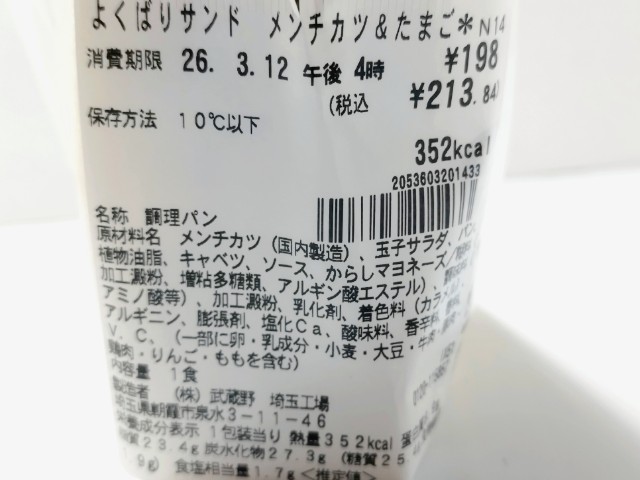 よくばりサンド メンチカツ&たまご＊N14
消費期限 26. 3.12 午後 4時 ¥198
(税込 ¥213.84)
保存方法 10℃以下
352kcal
2053603201433
名称 調理パン
原材料名 メンチカツ（国内製造）、玉子サラダ、パン、
植物油脂、キャベツ、ソース、からしマヨネーズ／
加工澱粉、増粘多糖類、アルギン酸エステル）、
アミノ酸等）、加工澱粉、乳化剤、着色料（カラ
アルギニン、膨張剤、塩化Ca、酸味料、香辛料
V．C、（一部に卵・乳成分・小麦・大豆・牛肉・
鶏肉・りんご・ももを含む）
内容量 1食
製造者 （株）武蔵野 埼玉工場
埼玉県朝霞市泉水3-11-46
栄養成分表示 1包装当り 熱量352kcal
脂質23.4g 炭水化物27.3g（糖質25
9g）食塩相当量1.7g＜推定値＞